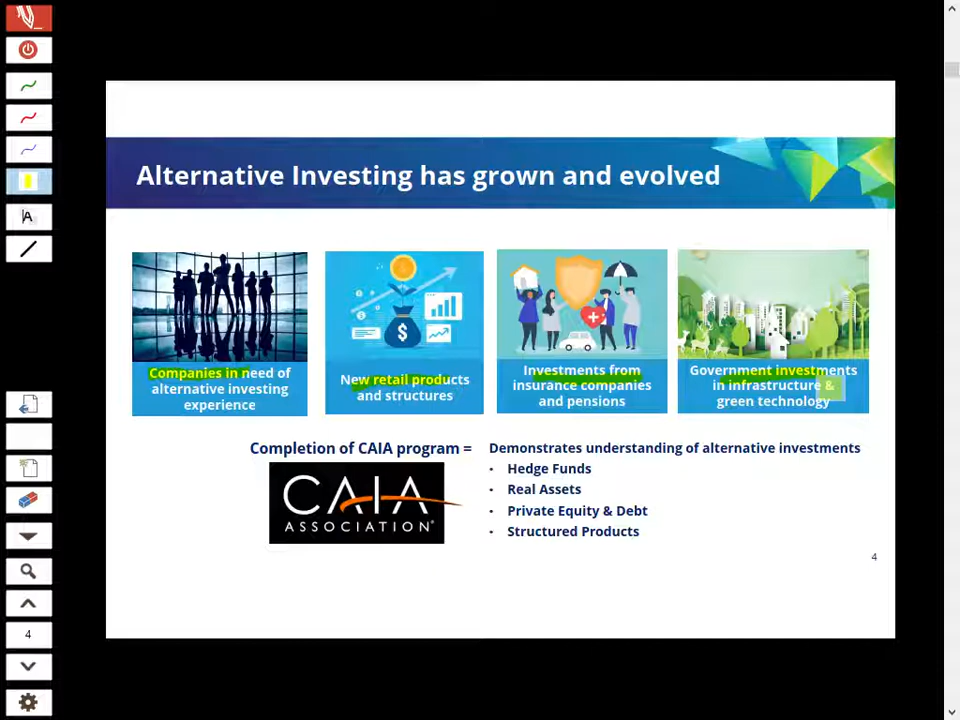 Alternative Investing has grown and evolved
Companies in need of
alternative investing
experience
New retail products
and structures
Investments from
insurance companies
and pensions
Government investments
in infrastructure &
green technology
Completion of CAIA program =
CAIA
ASSOCIATION®
Demonstrates understanding of alternative investments
• Hedge Funds
• Real Assets
• Private Equity & Debt
• Structured Products
4
A
4